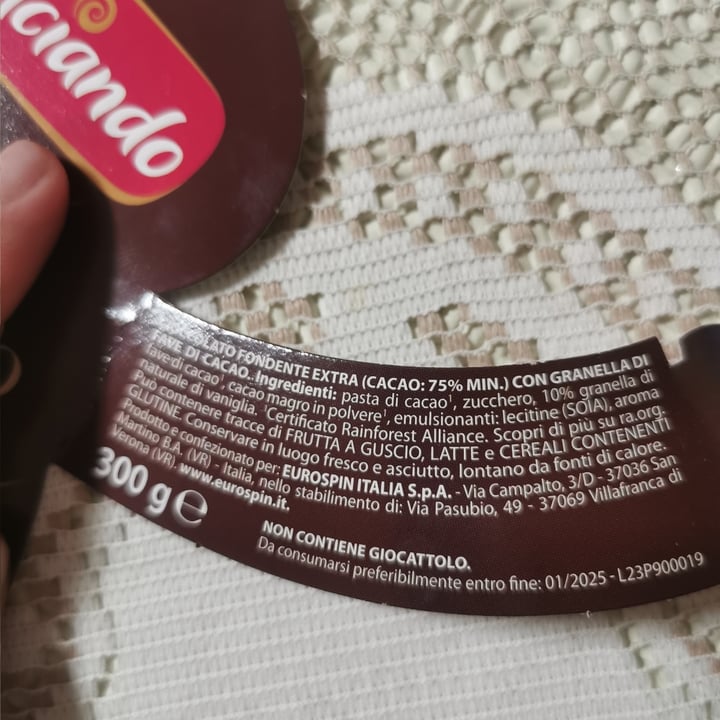 ciando
LATO FONDENTE EXTRA (CACAO: 75% MIN.) CON GRANELLA DI
FAVE DI CACAO. Ingredienti: pasta di cacao¹, zucchero, 10% granella di
fave di cacao¹, cacao magro in polvere¹, emulsionanti: lecitine (SOIA), aroma
naturale di vaniglia. ¹Certificato Rainforest Alliance. Scopri di più su ra.org.
Può contenere tracce di FRUTTA A GUSCIO, LATTE e CEREALI CONTENENTI
GLUTINE. Conservare in luogo fresco e asciutto, lontano da fonti di calore.
Prodotto e confezionato per: EUROSPIN ITALIA S.p.A. - Via Campalto, 3/D - 37036 San
Martino B.A. (VR) - Italia, nello stabilimento di: Via Pasubio, 49 - 37069 Villafranca di
Verona (VR). www.eurospin.it.
300 g ℮
NON CONTIENE GIOCATTOLO.
Da consumarsi preferibilmente entro fine: 01/2025 - L23P900019